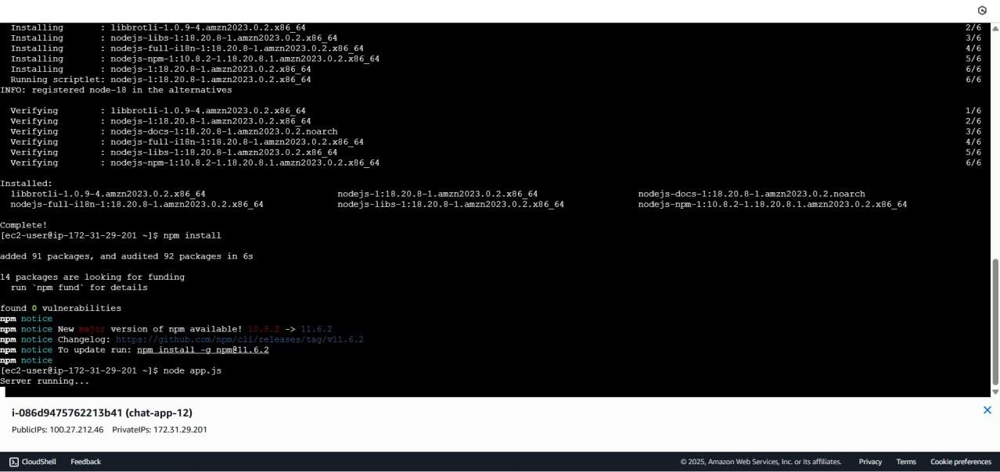 Installing : libbrotli-1.0.9-4.amzn2023.0.2.x86_64 2/6
Installing : nodejs-libs-1:18.20.8-1.amzn2023.0.2.x86_64 3/6
Installing : nodejs-full-i18n-1:18.20.8-1.amzn2023.0.2.x86_64 4/6
Installing : nodejs-npm-1:10.8.2-1.18.20.8.1.amzn2023.0.2.x86_64 5/6
Installing : nodejs-1:18.20.8-1.amzn2023.0.2.x86_64 6/6
Running scriptlet: nodejs-1:18.20.8-1.amzn2023.0.2.x86_64 6/6
INFO: registered node-18 in the alternatives
Verifying : libbrotli-1.0.9-4.amzn2023.0.2.x86_64 1/6
Verifying : nodejs-1:18.20.8-1.amzn2023.0.2.x86_64 2/6
Verifying : nodejs-docs-1:18.20.8-1.amzn2023.0.2.noarch 3/6
Verifying : nodejs-full-i18n-1:18.20.8-1.amzn2023.0.2.x86_64 4/6
Verifying : nodejs-libs-1:18.20.8-1.amzn2023.0.2.x86_64 5/6
Verifying : nodejs-npm-1:10.8.2-1.18.20.8.1.amzn2023.0.2.x86_64 6/6
Installed:
libbrotli-1.0.9-4.amzn2023.0.2.x86_64 nodejs-1:18.20.8-1.amzn2023.0.2.x86_64 nodejs-docs-1:18.20.8-1.amzn2023.0.2.noarch
nodejs-full-i18n-1:18.20.8-1.amzn2023.0.2.x86_64 nodejs-libs-1:18.20.8-1.amzn2023.0.2.x86_64 nodejs-npm-1:10.8.2-1.18.20.8.1.amzn2023.0.2.x86_64
Complete!
[ec2-user@ip-172-31-29-201 ~]$ npm install
added 91 packages, and audited 92 packages in 6s
14 packages are looking for funding
run `npm fund` for details
found 0 vulnerabilities
npm notice
npm notice New major version of npm available! 10.8.2 -> 11.6.2
npm notice Changelog: https://github.com/npm/cli/releases/tag/v11.6.2
npm notice To update run: npm install -g npm@11.6.2
npm notice
[ec2-user@ip-172-31-29-201 ~]$ node app.js
Server running...
i-086d9475762213b41 (chat-app-12)
PublicIPs: 100.27.212.46 PrivateIPs: 172.31.29.201
CloudShell Feedback © 2025, Amazon Web Services, Inc. or its affiliates. Privacy Terms Cookie preferences